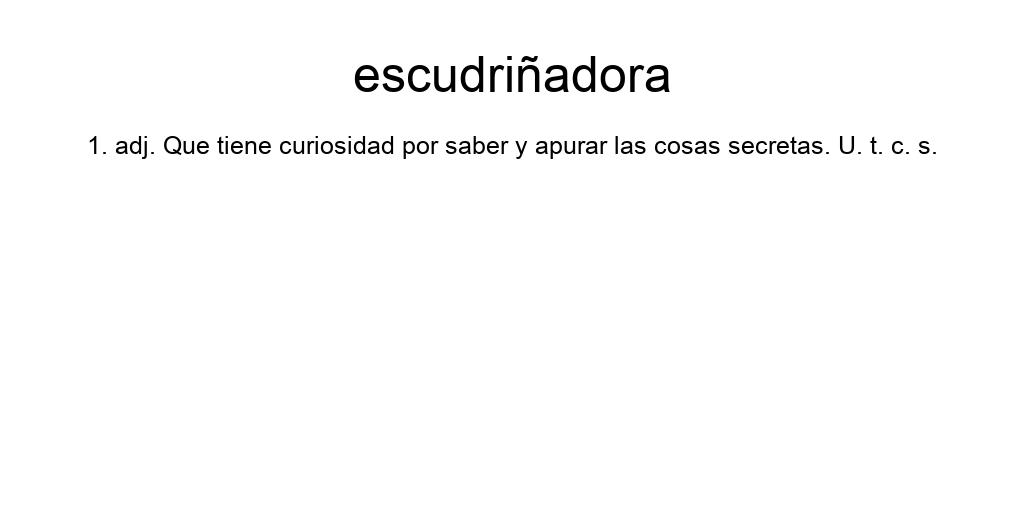 escudriñadora
1. adj. Que tiene curiosidad por saber y apurar las cosas secretas. U. t. c. s.